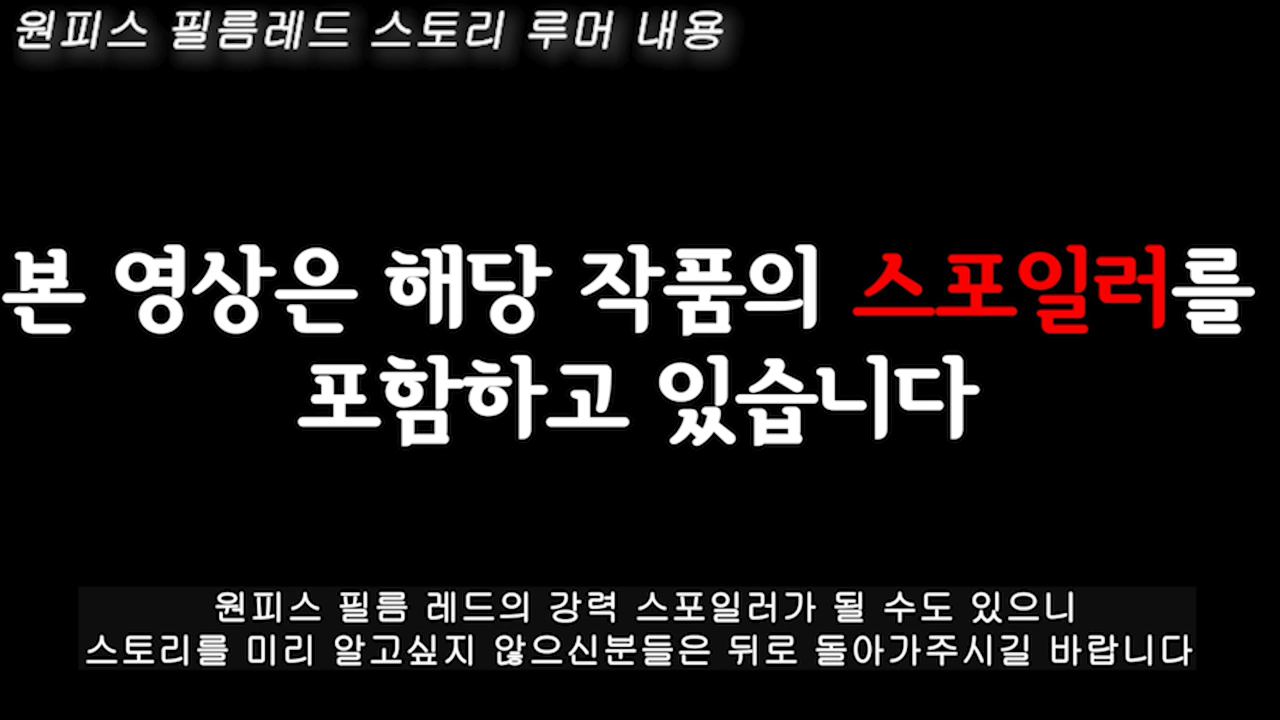 원피스 필름레드 스토리 루머 내용
본 영상은 해당 작품의 스포일러를
포함하고 있습니다
원피스 필름 레드의 강력 스포일러가 될 수도 있으니
스토리를 미리 알고싶지 않으신분들은 뒤로 돌아가주시길 바랍니다